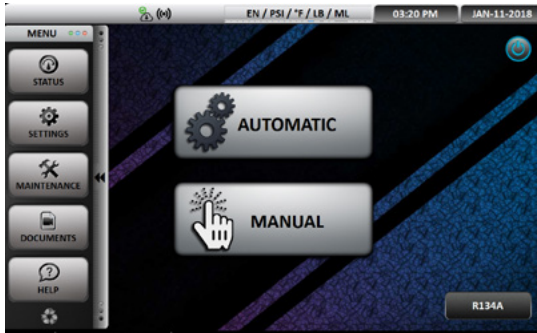 EN / PSI / °F / LB / ML
03:20 PM
JAN-11-2018
MENU
STATUS
SETTINGS
MAINTENANCE
DOCUMENTS
HELP
AUTOMATIC
MANUAL
R134A